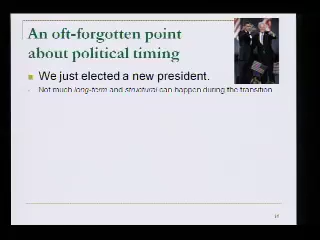 An oft-forgotten point
about political timing
We just elected a new president.
Not much long-term and structural can happen during the transition